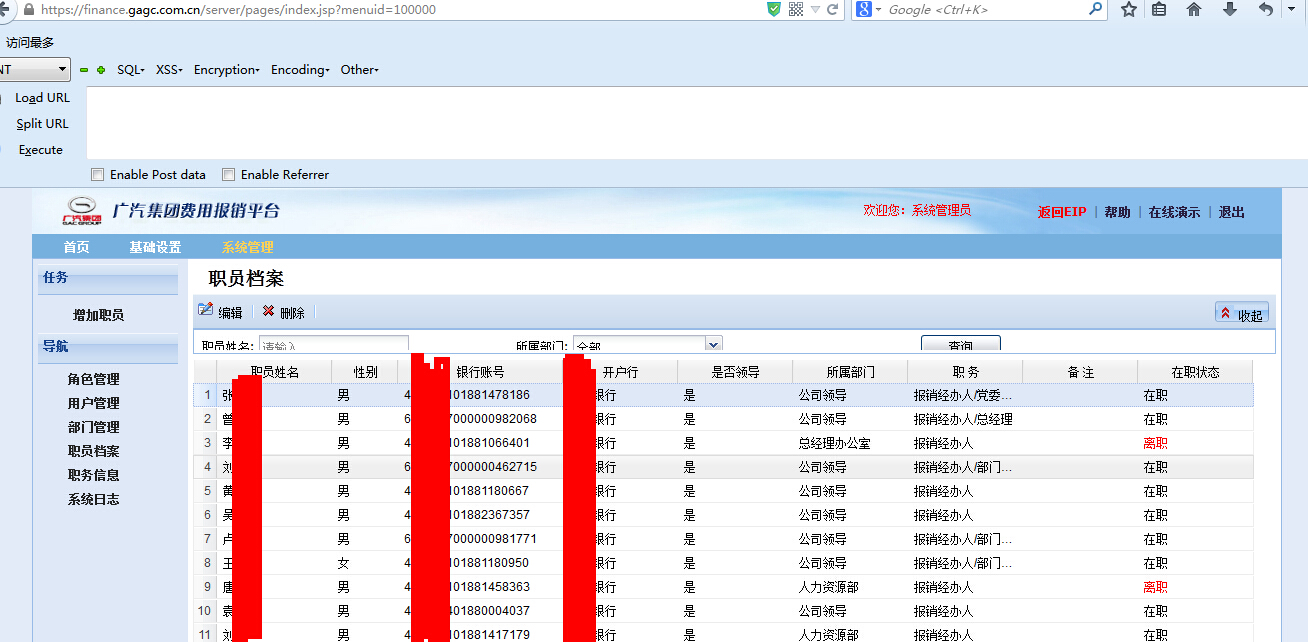 https://finance.gagc.com.cn/server/pages/index.jsp?menuid=100000
Google <Ctrl+K>
访问最多
NT SQL XSS Encryption Encoding Other
Load URL
Split URL
Execute
Enable Post data Enable Referrer
广汽集团 GAC GROUP 广汽集团费用报销平台 欢迎您：系统管理员 返回EIP | 帮助 | 在线演示 | 退出
首页 基础设置 系统管理
任务
增加职员
导航
角色管理
用户管理
部门管理
职员档案
职务信息
系统日志
职员档案
编辑 删除 收起
职员姓名: 请输入 所属部门: 全部 查询
职员姓名 性别 银行账号 开户行 是否领导 所属部门 职务 备注 在职状态
1 张 男 4 01881478186 银行 是 公司领导 报销经办人/党委... 在职
2 曾 男 6 7000000982068 银行 是 公司领导 报销经办人/总经理 在职
3 李 男 4 101881066401 银行 是 总经理办公室 报销经办人 离职
4 刘 男 6 7000000462715 银行 是 公司领导 报销经办人/部门... 在职
5 黄 男 4 101881180667 银行 是 公司领导 报销经办人 在职
6 吴 男 4 101882367357 银行 是 公司领导 报销经办人 在职
7 卢 男 6 7000000981771 银行 是 公司领导 报销经办人/部门... 在职
8 王 女 4 101881180950 银行 是 公司领导 报销经办人/部门... 在职
9 唐 男 4 101881458363 银行 是 人力资源部 报销经办人 离职
10 袁 男 4 401880004037 银行 是 公司领导 报销经办人 在职
11 刘 男 4 101881417179 银行 是 人力资源部 报销经办人 在职